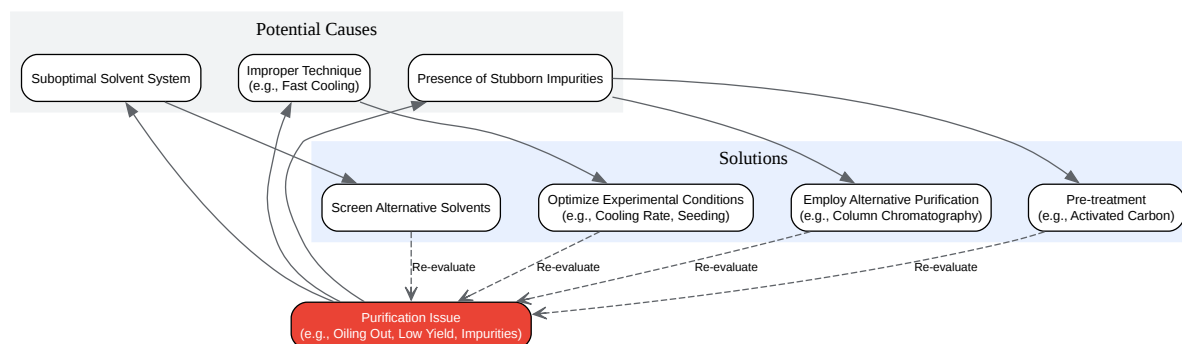 Potential Causes
Suboptimal Solvent System
Improper Technique
(e.g., Fast Cooling)
Presence of Stubborn Impurities
Solutions
Screen Alternative Solvents
Optimize Experimental Conditions
(e.g., Cooling Rate, Seeding)
Employ Alternative Purification
(e.g., Column Chromatography)
Pre-treatment
(e.g., Activated Carbon)
Re-evaluate
Re-evaluate
Re-evaluate
Re-evaluate
Purification Issue
(e.g., Oiling Out, Low Yield, Impurities)